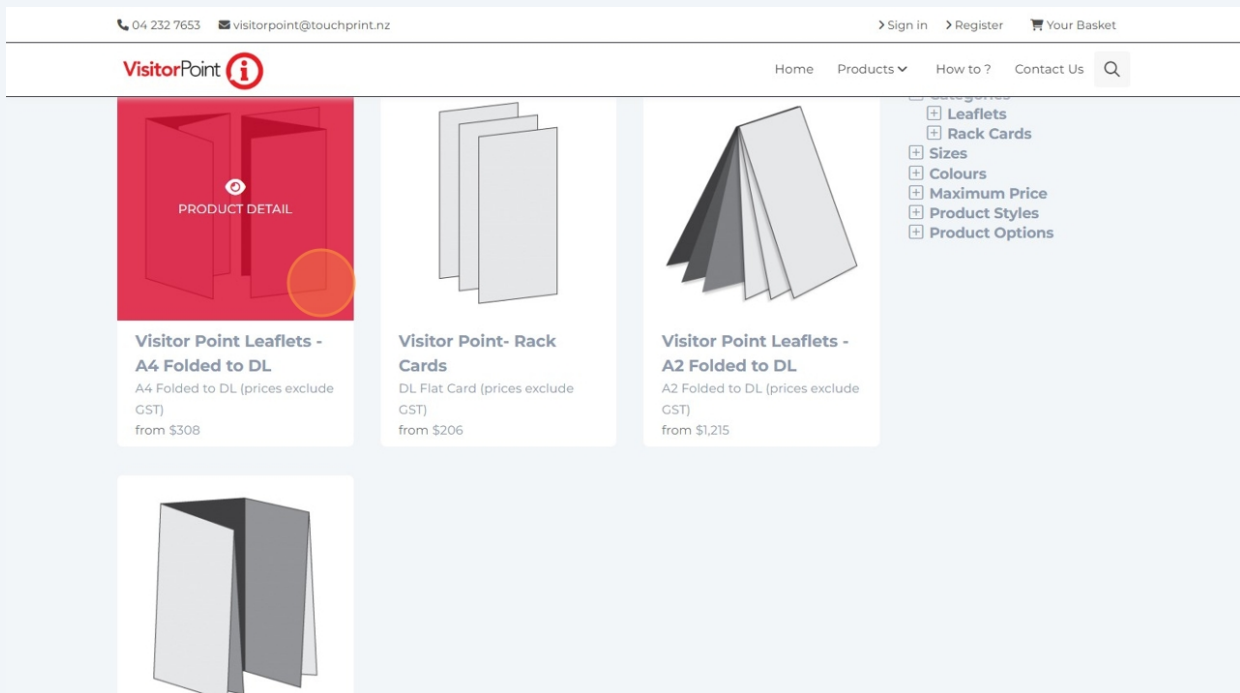 04 232 7653 visitorpoint@touchprint.nz Sign in Register Your Basket
VisitorPoint i Home Products How to ? Contact Us
Categories
Leaflets
Rack Cards
Sizes
Colours
Maximum Price
Product Styles
Product Options
PRODUCT DETAIL
Visitor Point Leaflets -
A4 Folded to DL
A4 Folded to DL (prices exclude
GST)
from $308
Visitor Point- Rack
Cards
DL Flat Card (prices exclude
GST)
from $206
Visitor Point Leaflets -
A2 Folded to DL
A2 Folded to DL (prices exclude
GST)
from $1,215